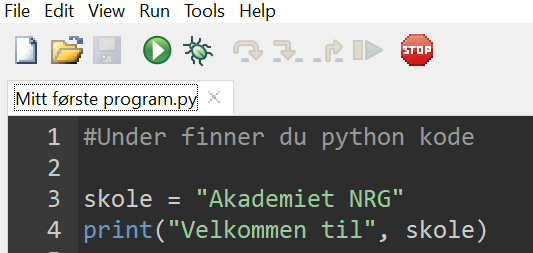 File Edit View Run Tools Help
STOP
Mitt første program.py
1 #Under finner du python kode
2
3 skole = "Akademiet NRG"
4 print("Velkommen til", skole)